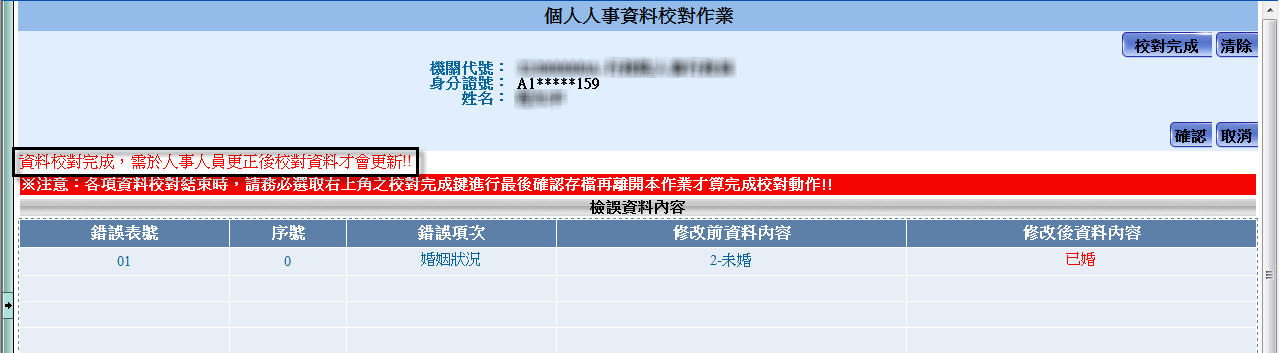 個人人事資料校對作業
校對完成 清除
機關代號：
身分證號： A1*****159
姓名：
確認 取消
資料校對完成，需於人事人員更正後校對資料才會更新!!
※注意：各項資料校對結束時，請務必選取右上角之校對完成鍵進行最後確認存檔再離開本作業才算完成校對動作!!
檢誤資料內容
錯誤表號 序號 錯誤項次 修改前資料內容 修改後資料內容
01 0 婚姻狀況 2-未婚 已婚